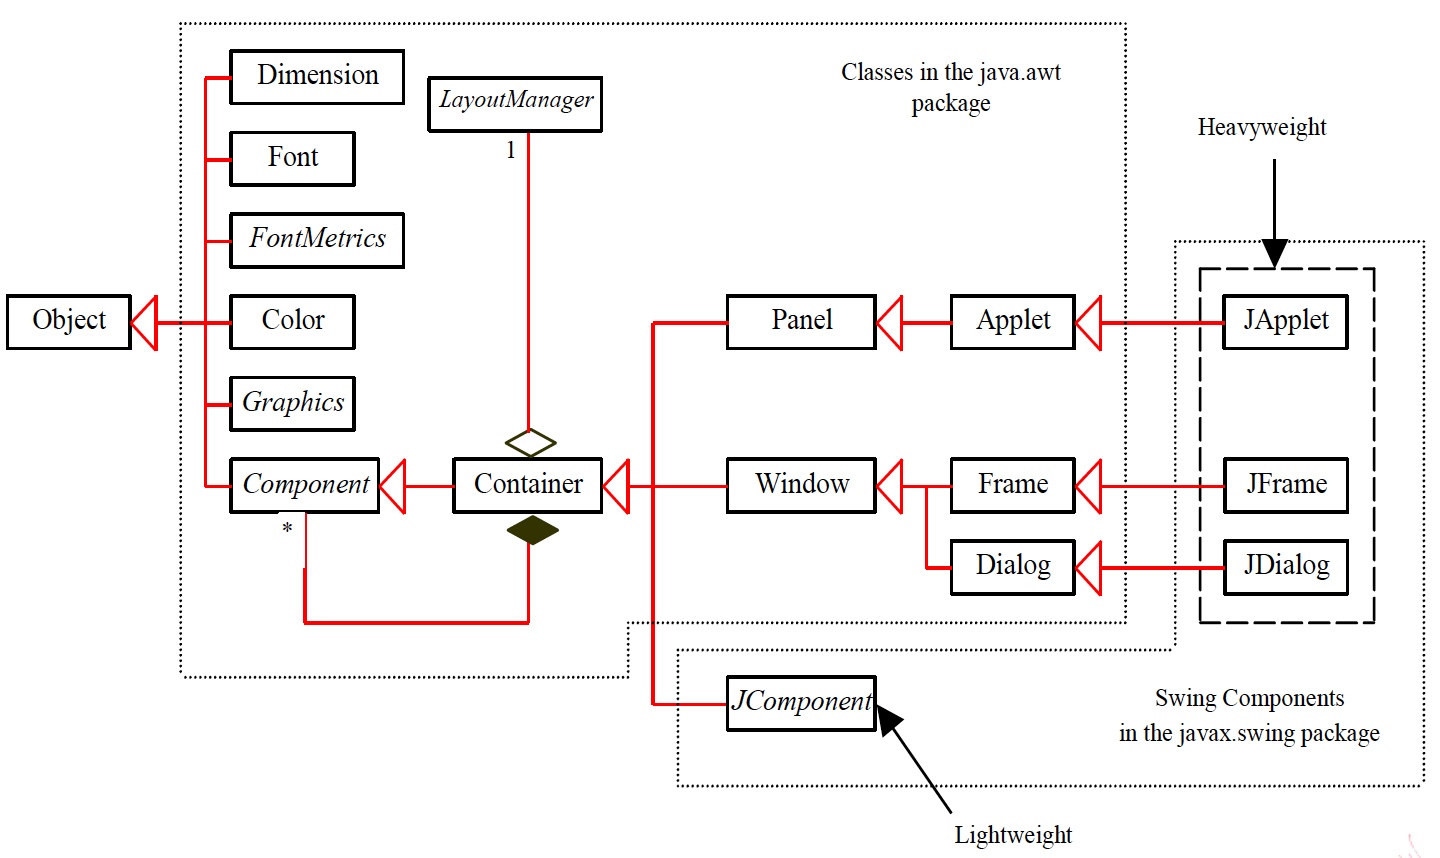 Dimension
LayoutManager
Classes in the java.awt
package
Heavyweight
1
Font
FontMetrics
Object
Color
Panel
Applet
JApplet
Graphics
Component
Container
Window
Frame
JFrame
*
Dialog
JDialog
JComponent
Swing Components
in the javax.swing package
Lightweight